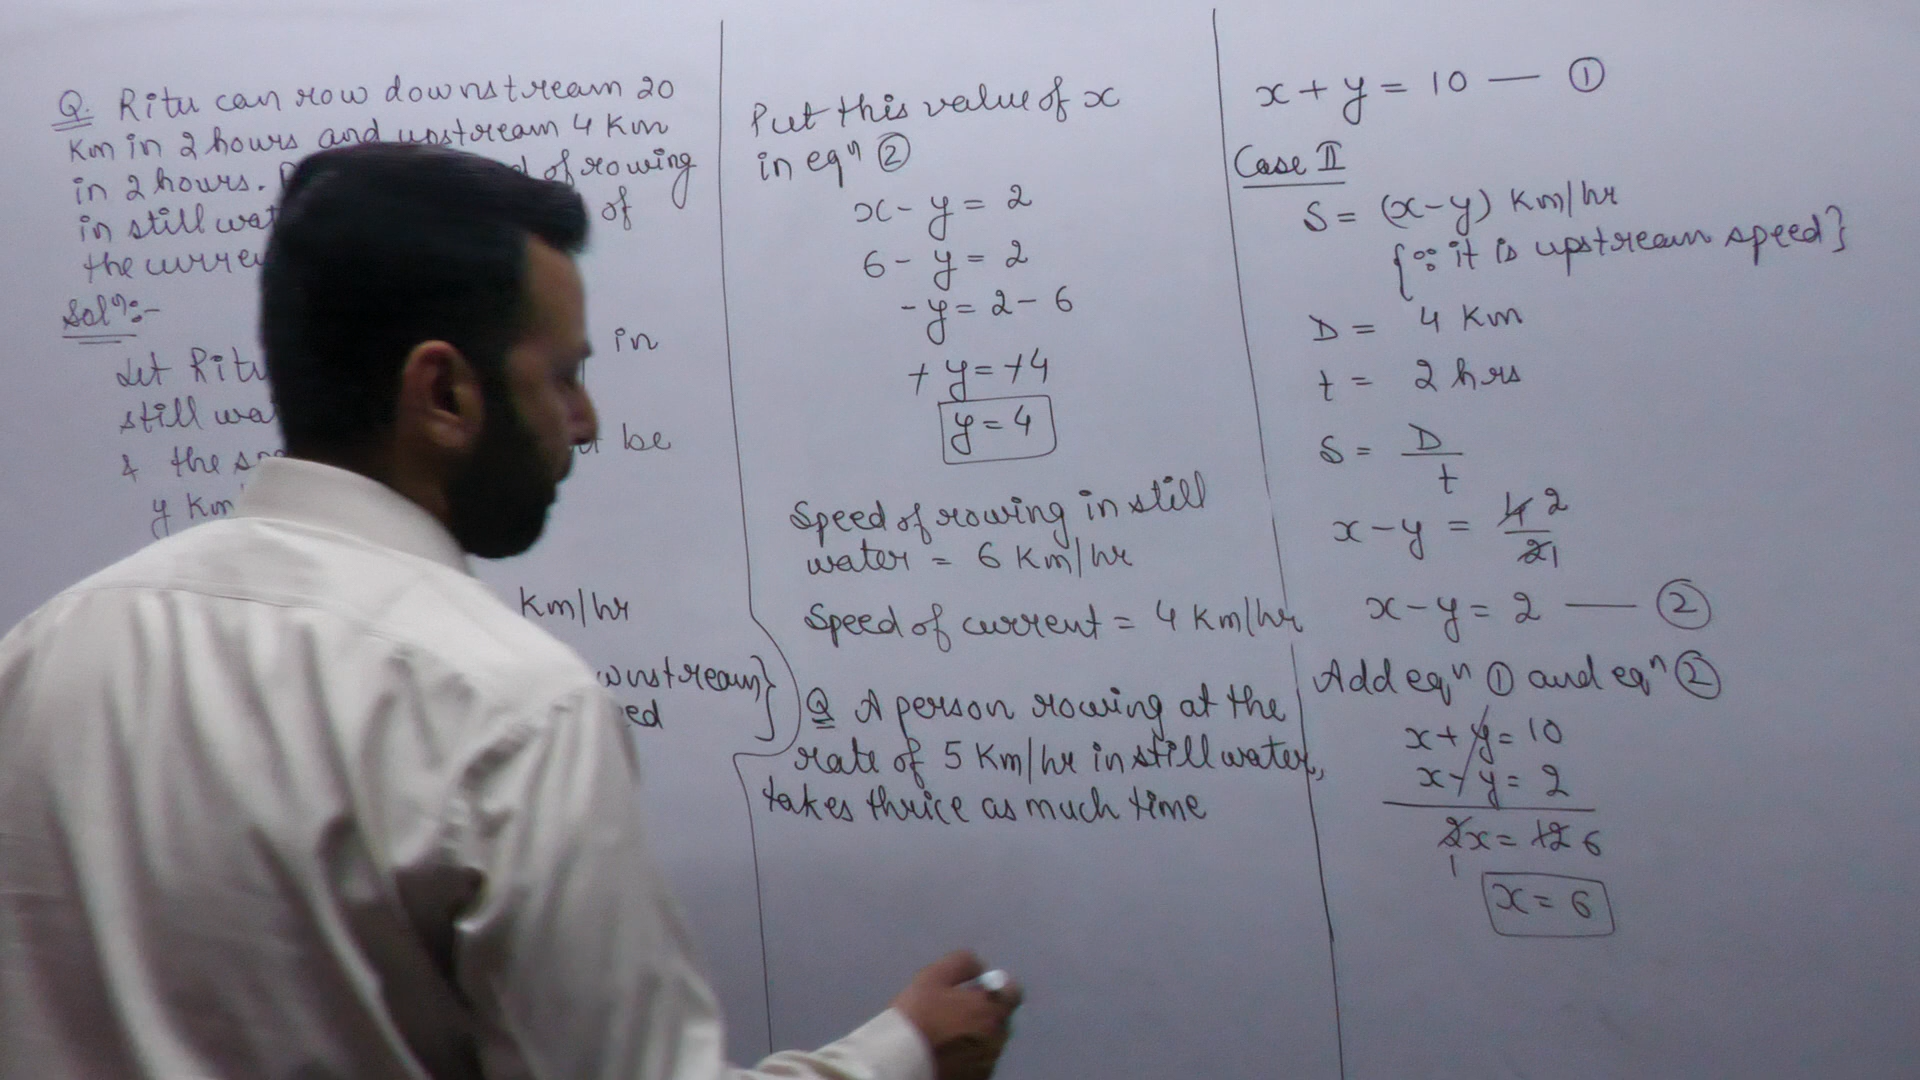 Q. Ritu can row downstream 20
Km in 2 hours and upstream 4 Km
in 2 hours. of rowing
in still of
the
Solⁿ:-
Let Ritu in
still
& the be
y Km
Km/hr
ed
Put this value of x
in eqⁿ ②
x - y = 2
6 - y = 2
- y = 2 - 6
+ y = +4
y = 4
Speed of rowing in still
water = 6 Km/hr
Speed of current = 4 Km/hr
Q A person rowing at the
rate of 5 Km/hr in still water,
takes thrice as much time
x + y = 10 — ①
Case II
S = (x-y) Km/hr
{∵ it is upstream speed}
D = 4 Km
t = 2 hrs
S = D/t
x - y = 4 2/2 1
x - y = 2 — ②
Add eqⁿ ① and eqⁿ ②
x + y = 10
x - y = 2
2x = 12 6
1
x = 6